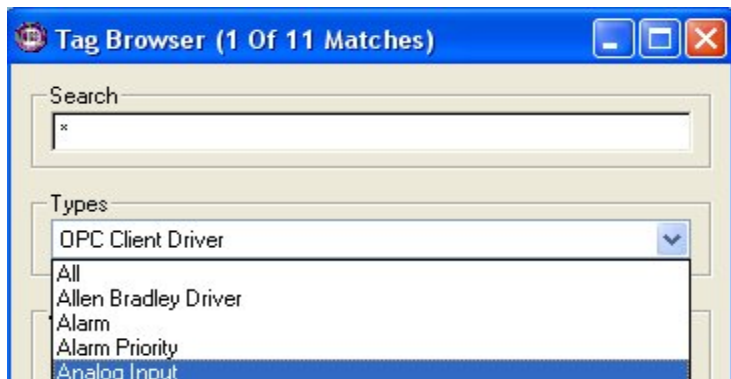 Tag Browser (1 Of 11 Matches)
Search
*
Types
OPC Client Driver
All
Allen Bradley Driver
Alarm
Alarm Priority
Analog Input